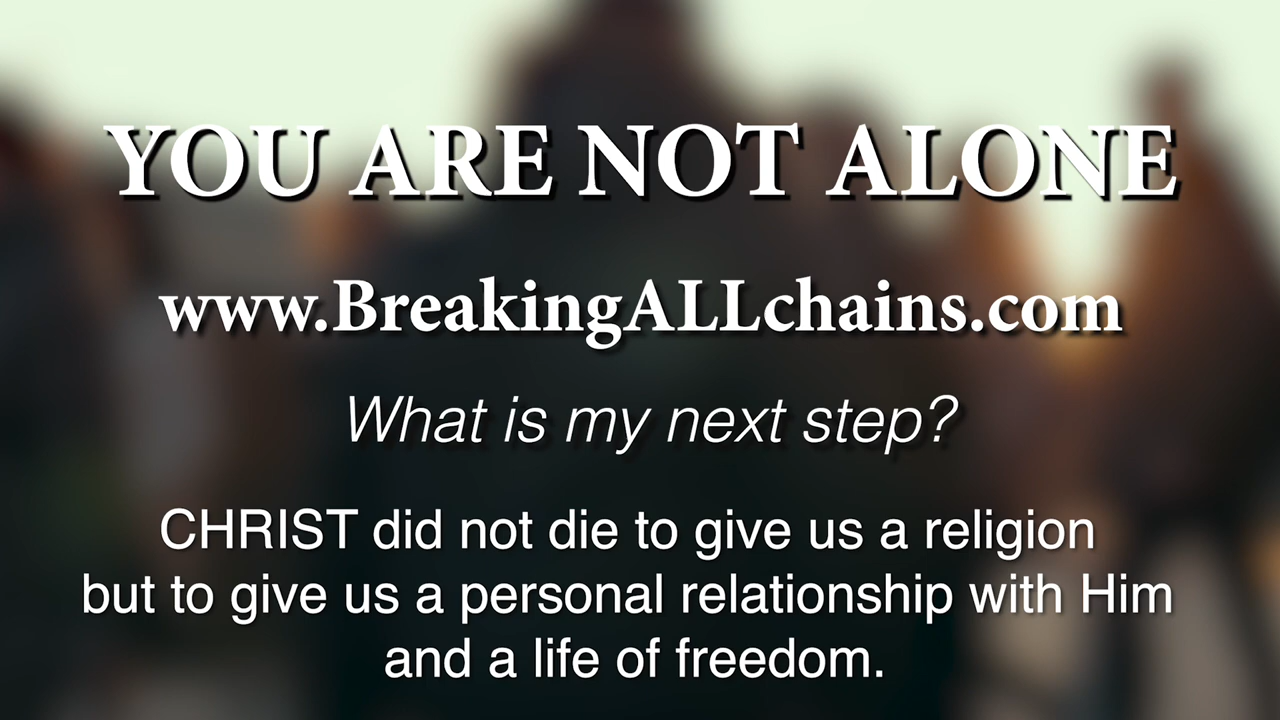 YOU ARE NOT ALONE
www.BreakingALLchains.com
What is my next step?
CHRIST did not die to give us a religion
but to give us a personal relationship with Him
and a life of freedom.